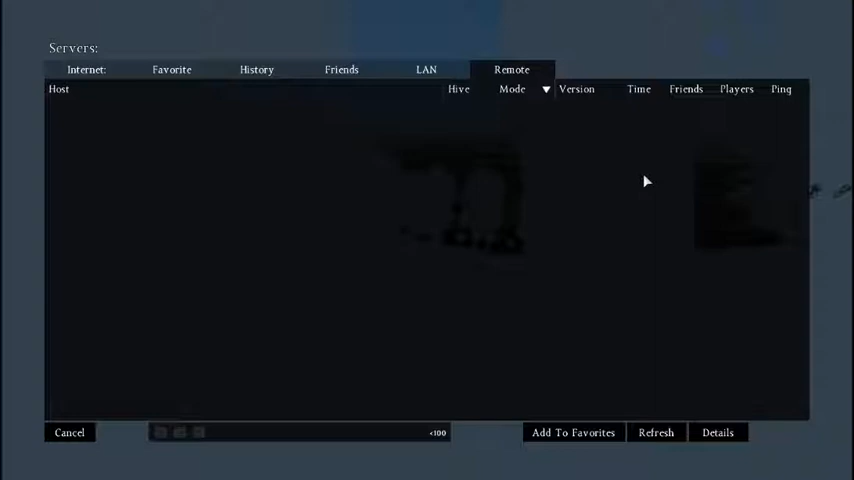 Servers:
Internet: Favorite History Friends LAN Remote
Host Hive Mode Version Time Friends Players Ping
Cancel <100 Add To Favorites Refresh Details